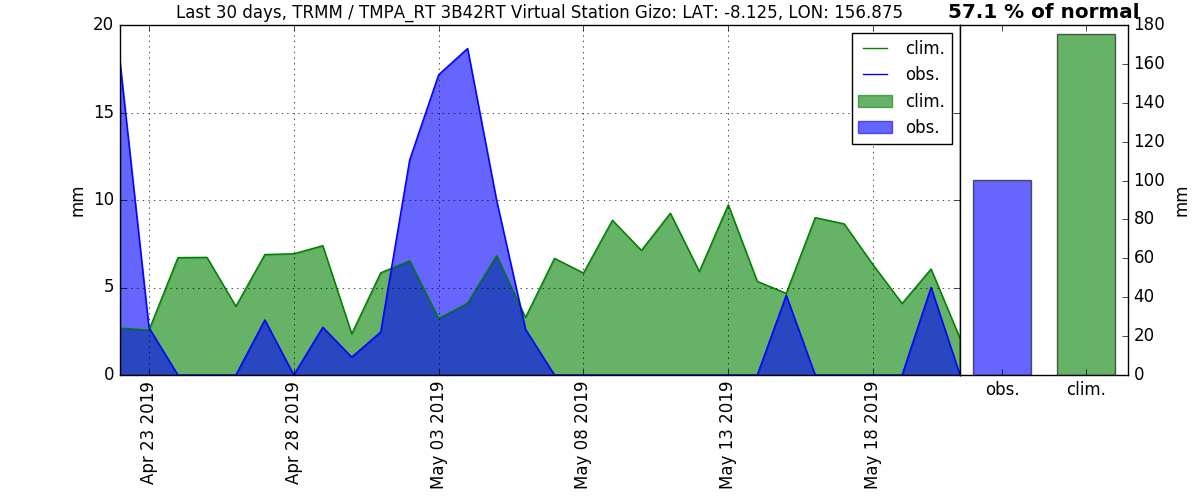 Last 30 days, TRMM / TMPA_RT 3B42RT Virtual Station Gizo: LAT: -8.125, LON: 156.875
57.1 % of normal
20
15
10
5
0
mm
clim.
obs.
clim.
obs.
Apr 23 2019
Apr 28 2019
May 03 2019
May 08 2019
May 13 2019
May 18 2019
180
160
140
120
100
80
60
40
20
0
mm
obs.
clim.